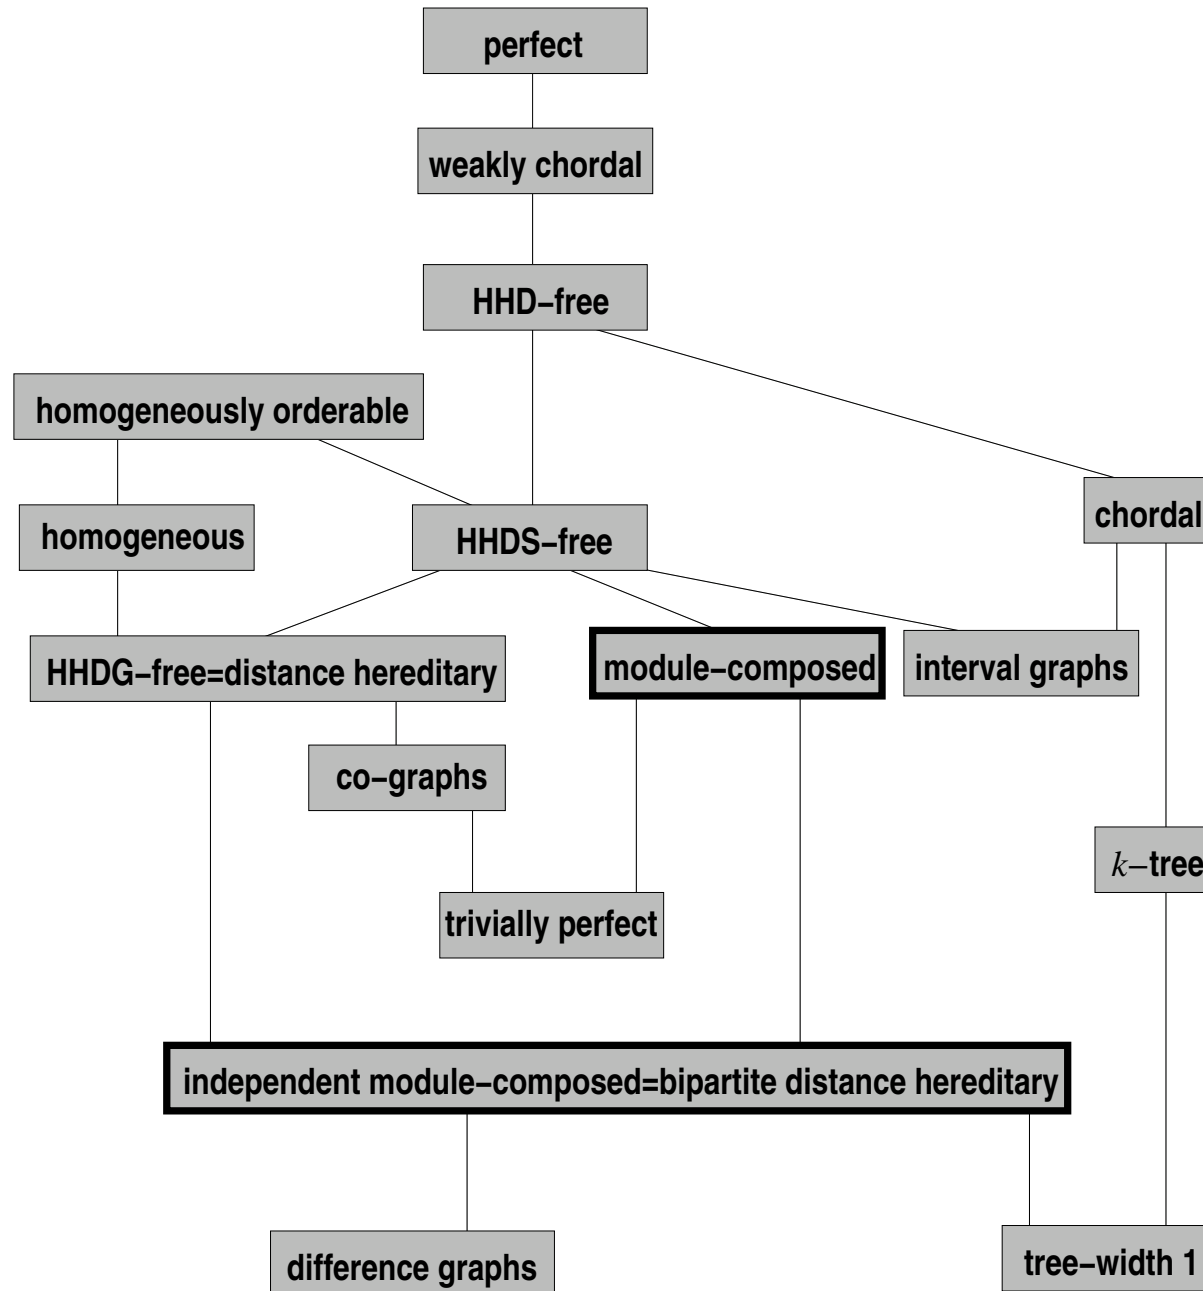 perfect
weakly chordal
HHD–free
homogeneously orderable
chordal
homogeneous
HHDS–free
HHDG–free=distance hereditary
module–composed
interval graphs
co–graphs
k–tree
trivially perfect
independent module–composed=bipartite distance hereditary
difference graphs
tree–width 1